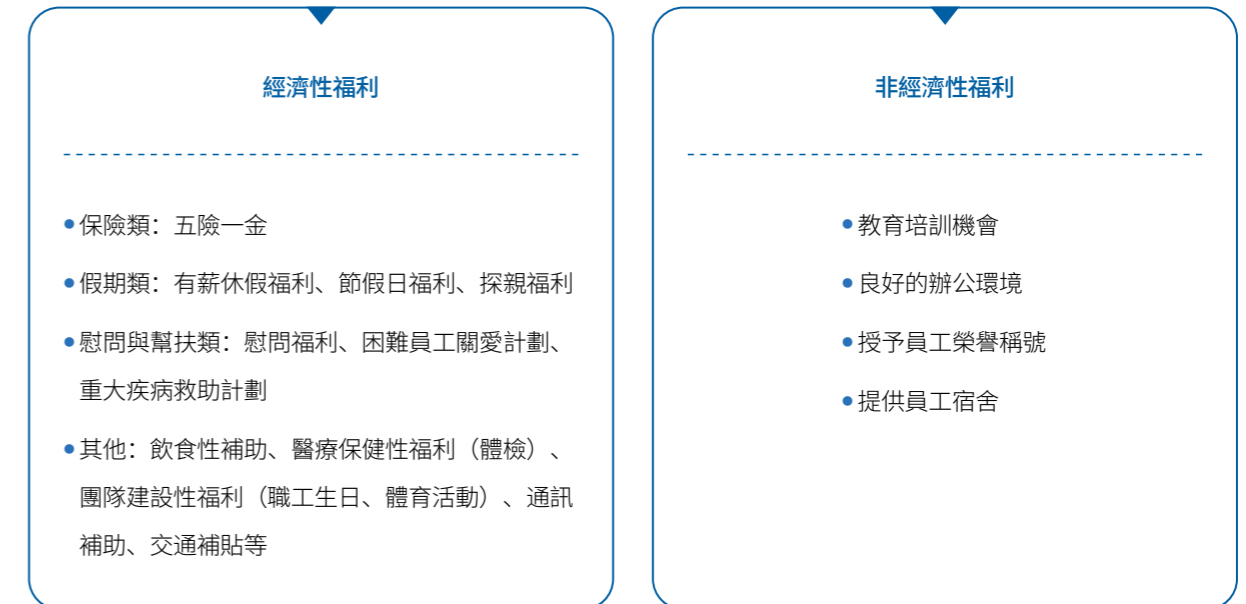 經濟性福利
• 保險類：五險一金
• 假期類：有薪休假福利、節假日福利、探親福利
• 慰問與幫扶類：慰問福利、困難員工關愛計劃、
重大疾病救助計劃
• 其他：飲食性補助、醫療保健性福利（體檢）、
團隊建設性福利（職工生日、體育活動）、通訊
補助、交通補貼等
非經濟性福利
• 教育培訓機會
• 良好的辦公環境
• 授予員工榮譽稱號
• 提供員工宿舍